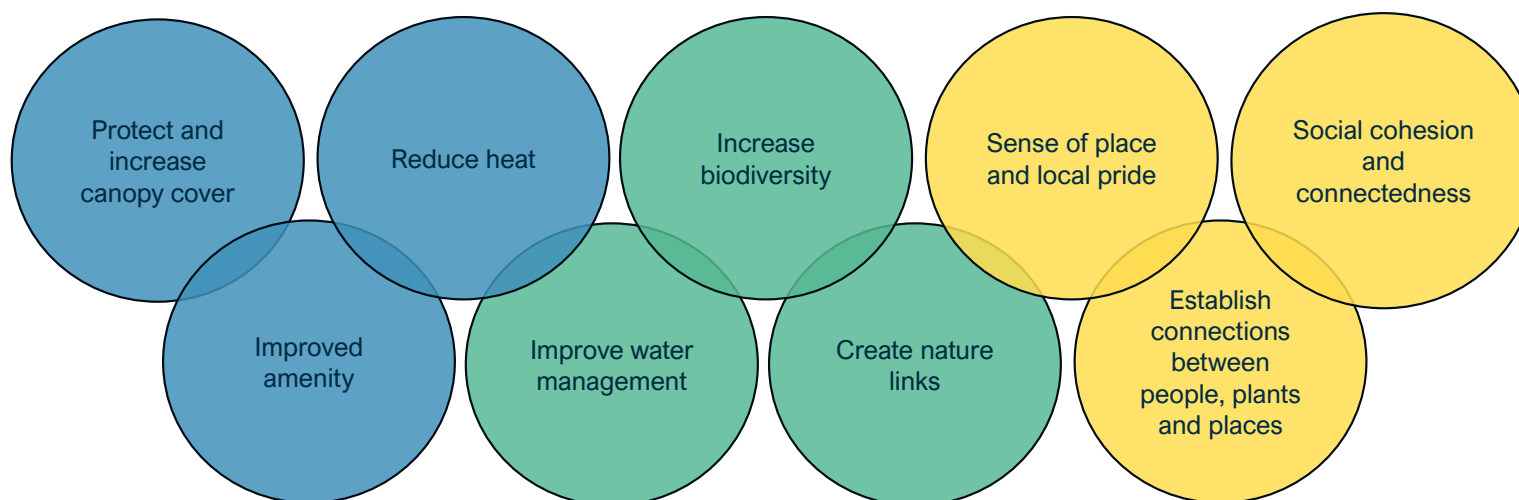 Protect and
increase
canopy cover
Reduce heat
Increase
biodiversity
Sense of place
and local pride
Social cohesion
and
connectedness
Improved
amenity
Improve water
management
Create nature
links
Establish
connections
between
people, plants
and places